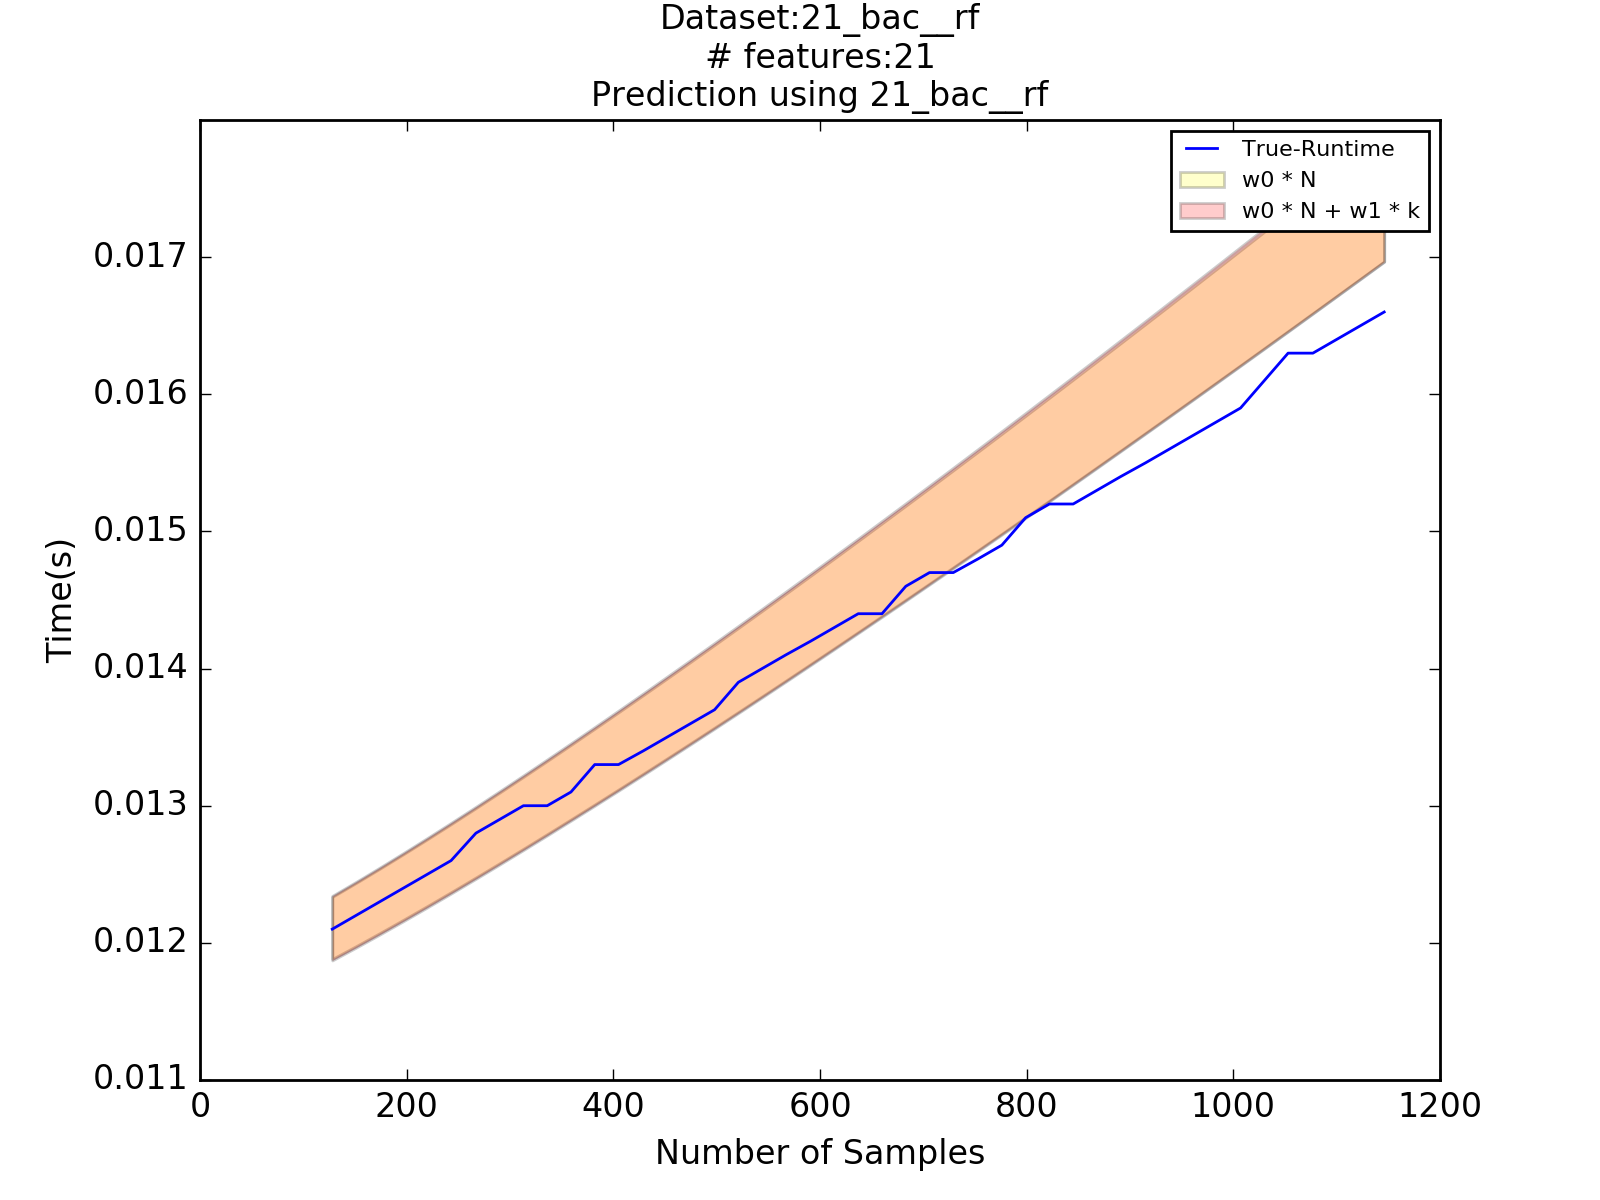 Dataset:21_bac__rf
# features:21
Prediction using 21_bac__rf
True-Runtime
w0 * N
w0 * N + w1 * k
0.017
0.016
0.015
0.014
0.013
0.012
0.011
Time(s)
0 200 400 600 800 1000 1200
Number of Samples